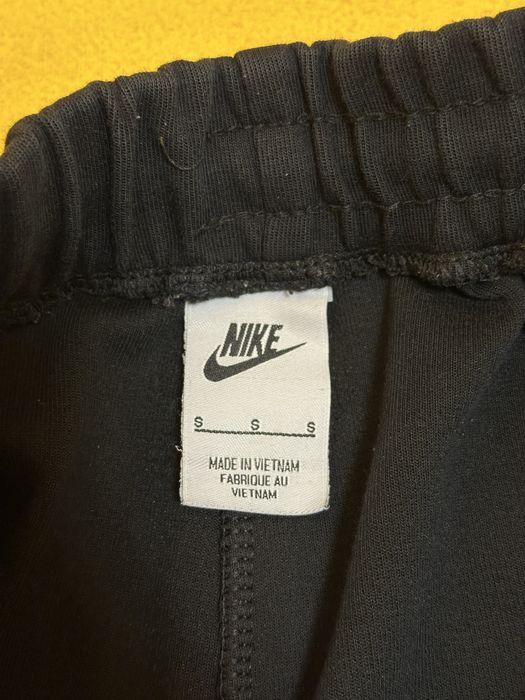 NIKE
S S S
MADE IN VIETNAM
FABRIQUE AU
VIETNAM